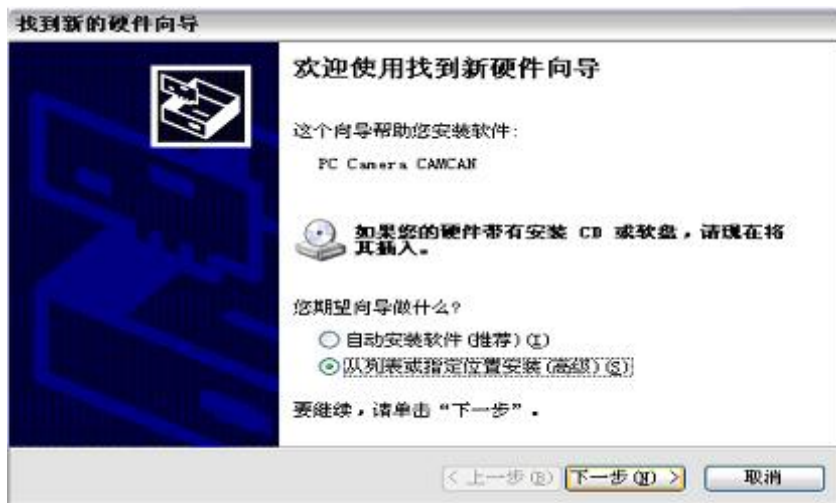 找到新的硬件向导
欢迎使用找到新硬件向导
这个向导帮助您安装软件:
PC Camera CAMCAN
如果您的硬件带有安装 CD 或软盘，请现在将
其插入。
您期望向导做什么?
自动安装软件(推荐)(I)
从列表或指定位置安装(高级)(S)
要继续，请单击“下一步”。
< 上一步(B)
下一步(N) >
取消